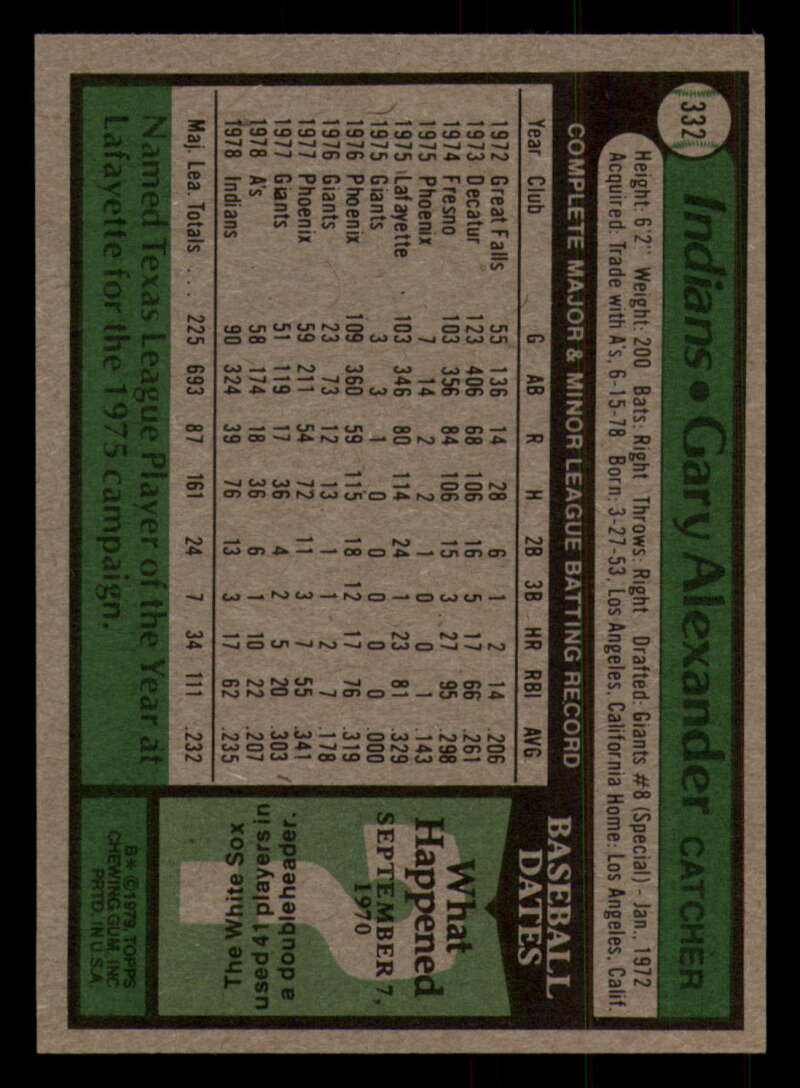 332
Indians • Gary Alexander CATCHER
Height: 6'2" Weight: 200 Bats: Right Throws: Right Drafted: Giants #8 (Special) - Jan., 1972
Acquired: Trade with A's, 6-15-78 Born: 3-27-53, Los Angeles, California Home: Los Angeles, Calif.
COMPLETE MAJOR & MINOR LEAGUE BATTING RECORD
Year Club G AB R H 2B 3B HR RBI AVG
1972 Great Falls 55 136 14 28 6 1 2 14 .206
1973 Decatur 123 406 68 106 16 5 17 66 .261
1974 Fresno 103 356 84 106 15 3 27 95 .298
1975 Phoenix 7 14 2 2 1 0 0 1 .143
1975 Lafayette 103 346 80 114 24 1 23 81 .329
1975 Giants 3 3 1 0 0 0 0 0 .000
1976 Phoenix 109 360 59 115 18 12 17 76 .319
1976 Giants 23 73 12 13 1 1 2 7 .178
1977 Phoenix 59 211 54 72 11 3 7 55 .341
1977 Giants 51 119 17 36 4 2 5 20 .303
1978 A's 58 174 18 36 6 1 10 22 .207
1978 Indians 90 324 39 76 13 3 17 62 .235
Maj. Lea. Totals . . . 225 693 87 161 24 7 34 111 .232
Named Texas League Player of the Year at
Lafayette for the 1975 campaign.
BASEBALL
DATES
What
Happened
SEPTEMBER 7,
1970
The White Sox
used 41 players in
a doubleheader.
B* ©1979, TOPPS
CHEWING GUM, INC
PRTD. IN U.S.A.